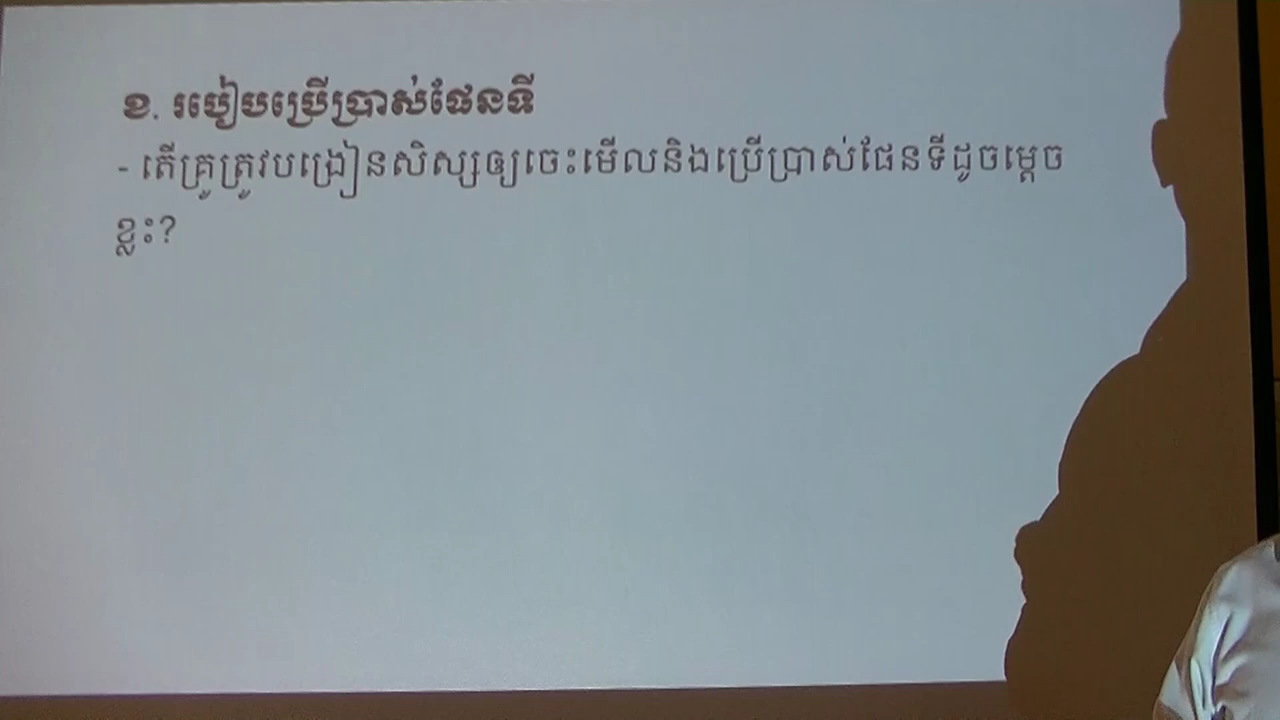 ខ. របៀបប្រើប្រាស់ផែនទី
- តើគ្រូត្រូវបង្រៀនសិស្សឲ្យចេះមើលនិងប្រើប្រាស់ផែនទីដូចម្ដេច
ខ្លះ?